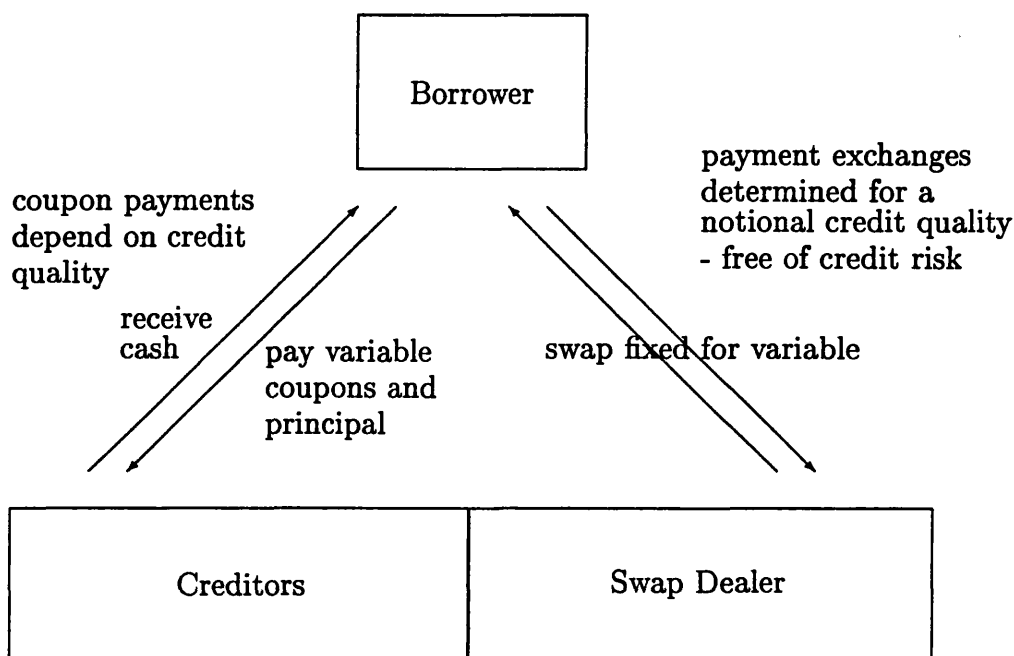 Borrower
payment exchanges
determined for a
notional credit quality
- free of credit risk
coupon payments
depend on credit
quality
receive
cash
pay variable
coupons and
principal
swap fixed for variable
Creditors
Swap Dealer